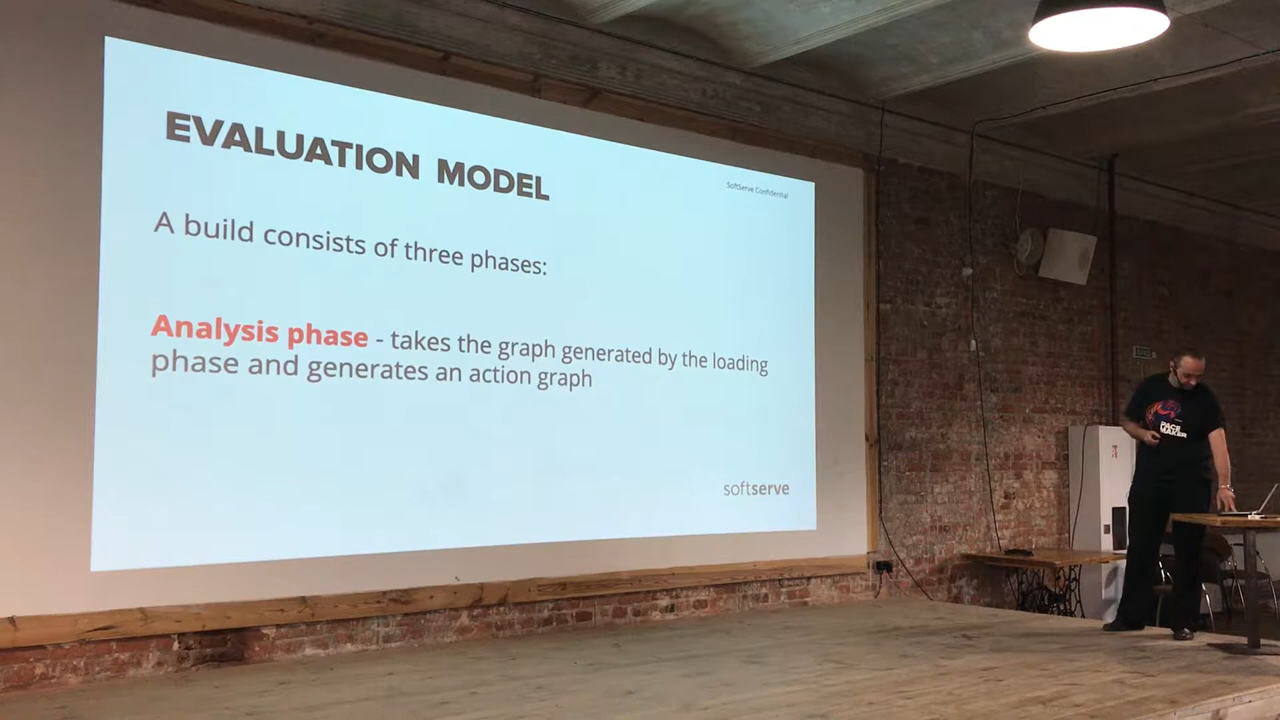 EVALUATION MODEL
SoftServe Confidential
A build consists of three phases:
Analysis phase - takes the graph generated by the loading
phase and generates an action graph
softserve
PACE
MAKER